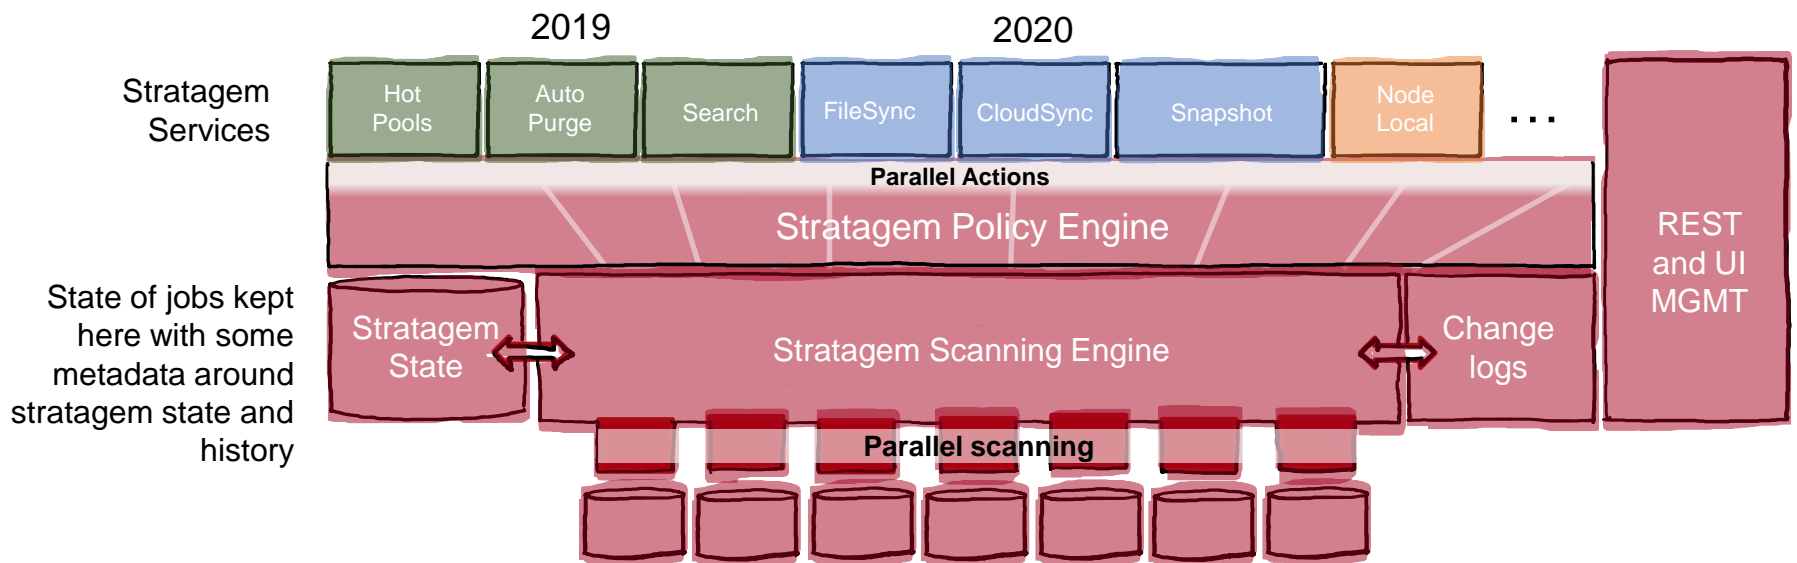 2019
2020
Stratagem
Services
Hot
Pools
Auto
Purge
Search
FileSync
CloudSync
Snapshot
Node
Local
...
Parallel Actions
Stratagem Policy Engine
REST
and UI
MGMT
State of jobs kept
here with some
metadata around
stratagem state and
history
Stratagem
State
Stratagem Scanning Engine
Change
logs
Parallel scanning